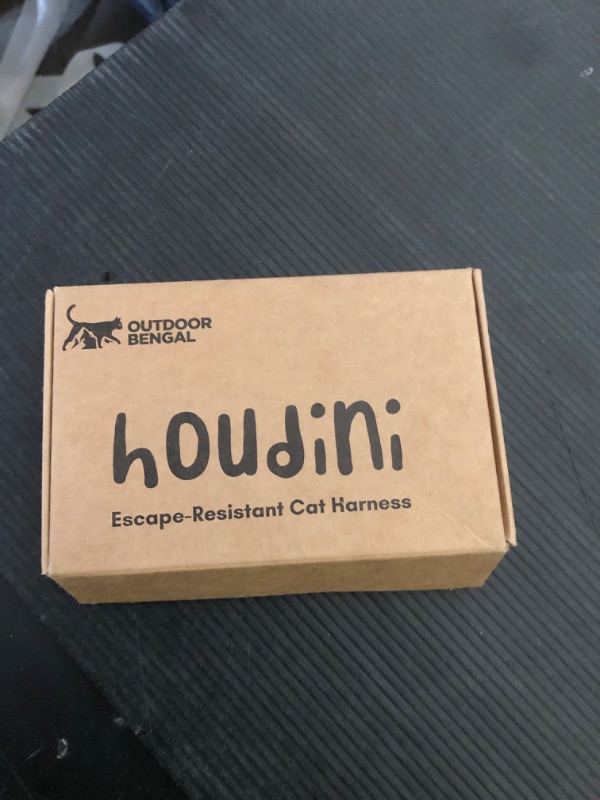 OUTDOOR
BENGAL
houdini
Escape-Resistant Cat Harness